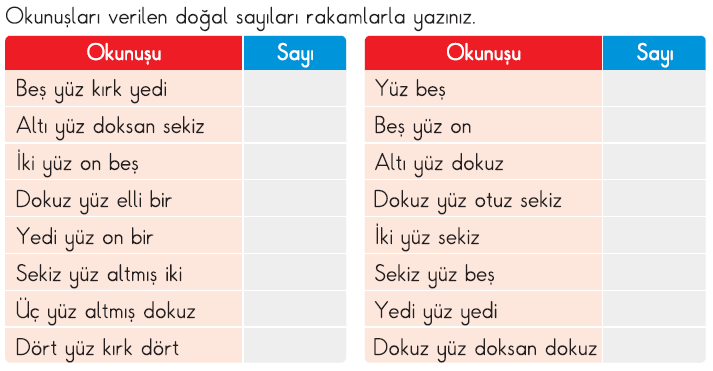 Okunuşları verilen doğal sayıları rakamlarla yazınız.
Okunuşu Sayı
Beş yüz kırk yedi
Altı yüz doksan sekiz
İki yüz on beş
Dokuz yüz elli bir
Yedi yüz on bir
Sekiz yüz altmış iki
Üç yüz altmış dokuz
Dört yüz kırk dört
Okunuşu Sayı
Yüz beş
Beş yüz on
Altı yüz dokuz
Dokuz yüz otuz sekiz
İki yüz sekiz
Sekiz yüz beş
Yedi yüz yedi
Dokuz yüz doksan dokuz